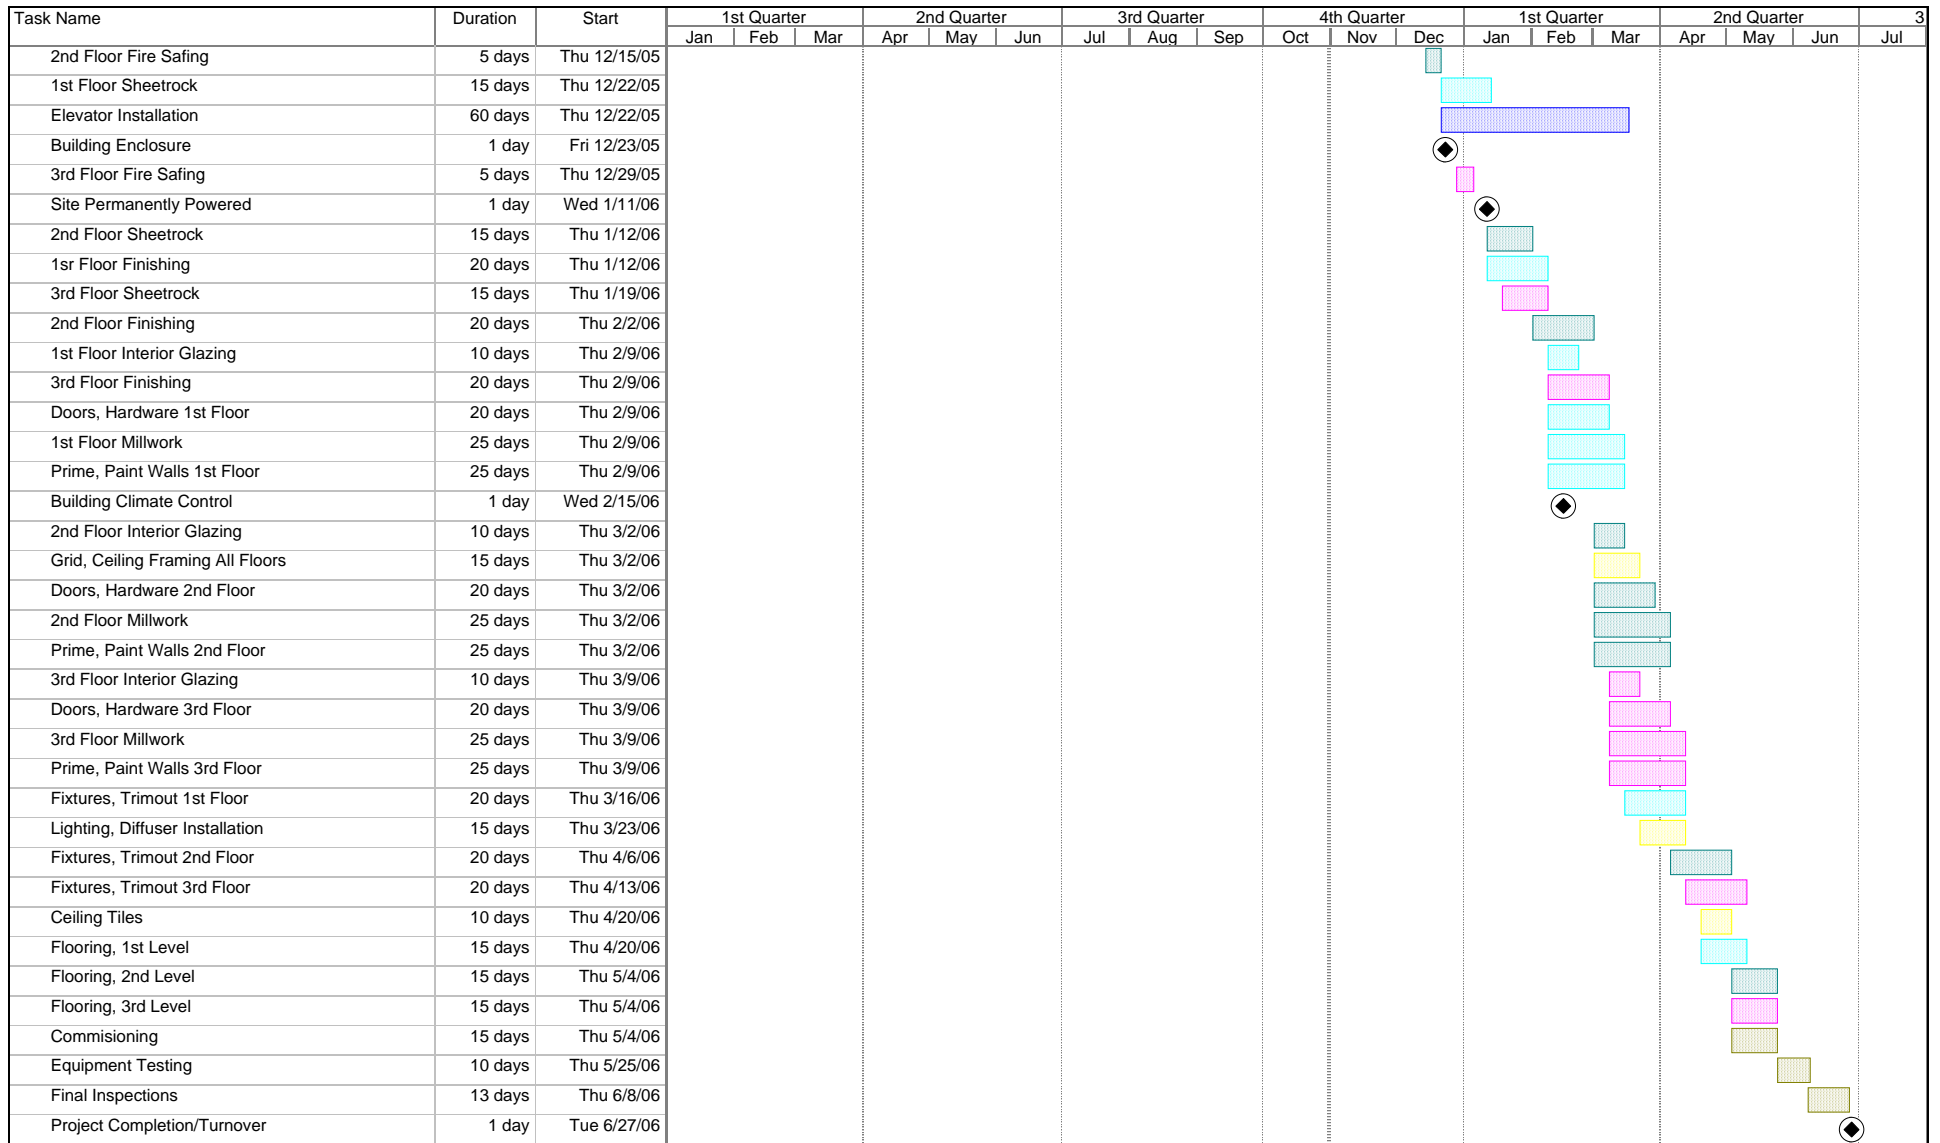 Task Name Duration Start 1st Quarter 2nd Quarter 3rd Quarter 4th Quarter 1st Quarter 2nd Quarter 3
Jan Feb Mar Apr May Jun Jul Aug Sep Oct Nov Dec Jan Feb Mar Apr May Jun Jul
2nd Floor Fire Safing 5 days Thu 12/15/05
1st Floor Sheetrock 15 days Thu 12/22/05
Elevator Installation 60 days Thu 12/22/05
Building Enclosure 1 day Fri 12/23/05
3rd Floor Fire Safing 5 days Thu 12/29/05
Site Permanently Powered 1 day Wed 1/11/06
2nd Floor Sheetrock 15 days Thu 1/12/06
1sr Floor Finishing 20 days Thu 1/12/06
3rd Floor Sheetrock 15 days Thu 1/19/06
2nd Floor Finishing 20 days Thu 2/2/06
1st Floor Interior Glazing 10 days Thu 2/9/06
3rd Floor Finishing 20 days Thu 2/9/06
Doors, Hardware 1st Floor 20 days Thu 2/9/06
1st Floor Millwork 25 days Thu 2/9/06
Prime, Paint Walls 1st Floor 25 days Thu 2/9/06
Building Climate Control 1 day Wed 2/15/06
2nd Floor Interior Glazing 10 days Thu 3/2/06
Grid, Ceiling Framing All Floors 15 days Thu 3/2/06
Doors, Hardware 2nd Floor 20 days Thu 3/2/06
2nd Floor Millwork 25 days Thu 3/2/06
Prime, Paint Walls 2nd Floor 25 days Thu 3/2/06
3rd Floor Interior Glazing 10 days Thu 3/9/06
Doors, Hardware 3rd Floor 20 days Thu 3/9/06
3rd Floor Millwork 25 days Thu 3/9/06
Prime, Paint Walls 3rd Floor 25 days Thu 3/9/06
Fixtures, Trimout 1st Floor 20 days Thu 3/16/06
Lighting, Diffuser Installation 15 days Thu 3/23/06
Fixtures, Trimout 2nd Floor 20 days Thu 4/6/06
Fixtures, Trimout 3rd Floor 20 days Thu 4/13/06
Ceiling Tiles 10 days Thu 4/20/06
Flooring, 1st Level 15 days Thu 4/20/06
Flooring, 2nd Level 15 days Thu 5/4/06
Flooring, 3rd Level 15 days Thu 5/4/06
Commisioning 15 days Thu 5/4/06
Equipment Testing 10 days Thu 5/25/06
Final Inspections 13 days Thu 6/8/06
Project Completion/Turnover 1 day Tue 6/27/06